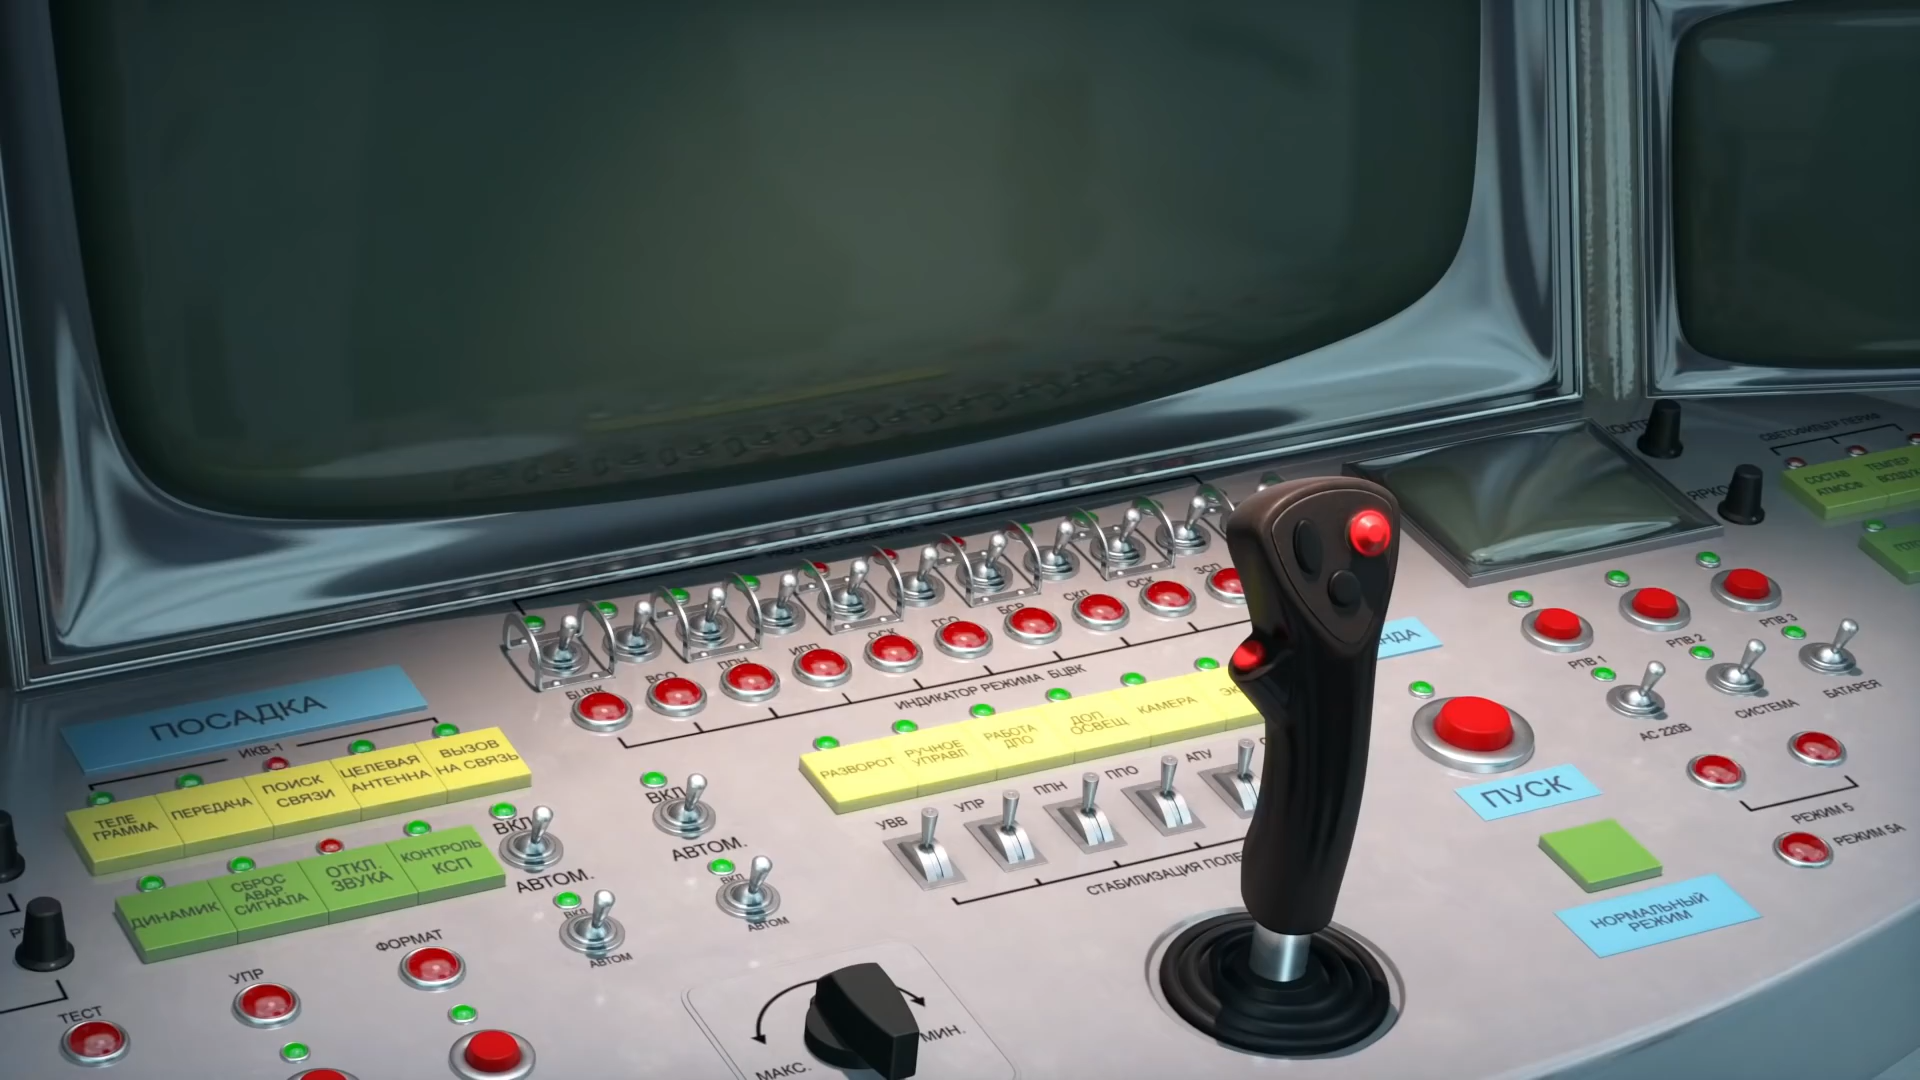 ПОСАДКА
ИКВ-1
ТЕЛЕ
ГРАММА
ПЕРЕДАЧА
ПОИСК
СВЯЗИ
ЦЕЛЕВАЯ
АНТЕННА
ВЫЗОВ
НА СВЯЗЬ
ДИНАМИК
СБРОС
АВАР.
СИГНАЛА
ОТКЛ.
ЗВУКА
КОНТРОЛЬ
КСП
ВКЛ
АВТОМ.
ВКЛ
АВТОМ
ВКЛ
АВТОМ.
ВКЛ
АВТОМ
ФОРМАТ
УПР
ТЕСТ
МАКС.
МИН.
БЦВК
ВСО
ППН
ИПП
ОСК
ГСО
БСР
СКЛ
ОСК
ЗСП
ИНДИКАТОР РЕЖИМА БЦВК
РАЗВОРОТ
РУЧНОЕ
УПРАВЛ
РАБОТА
ДПО
ДОП
ОСВЕЩ
КАМЕРА
УВВ
УПР
ППН
ППО
АПУ
СТАБИЛИЗАЦИЯ
СВЕТОФИЛЬТР
СОСТАВ
АТМОСФ
ТЕМПЕР
РПВ 1
РПВ 2
РПВ 3
АС 220В
СИСТЕМА
БАТАРЕЯ
ПУСК
РЕЖИМ 5
РЕЖИМ 5А
НОРМАЛЬНЫЙ
РЕЖИМ